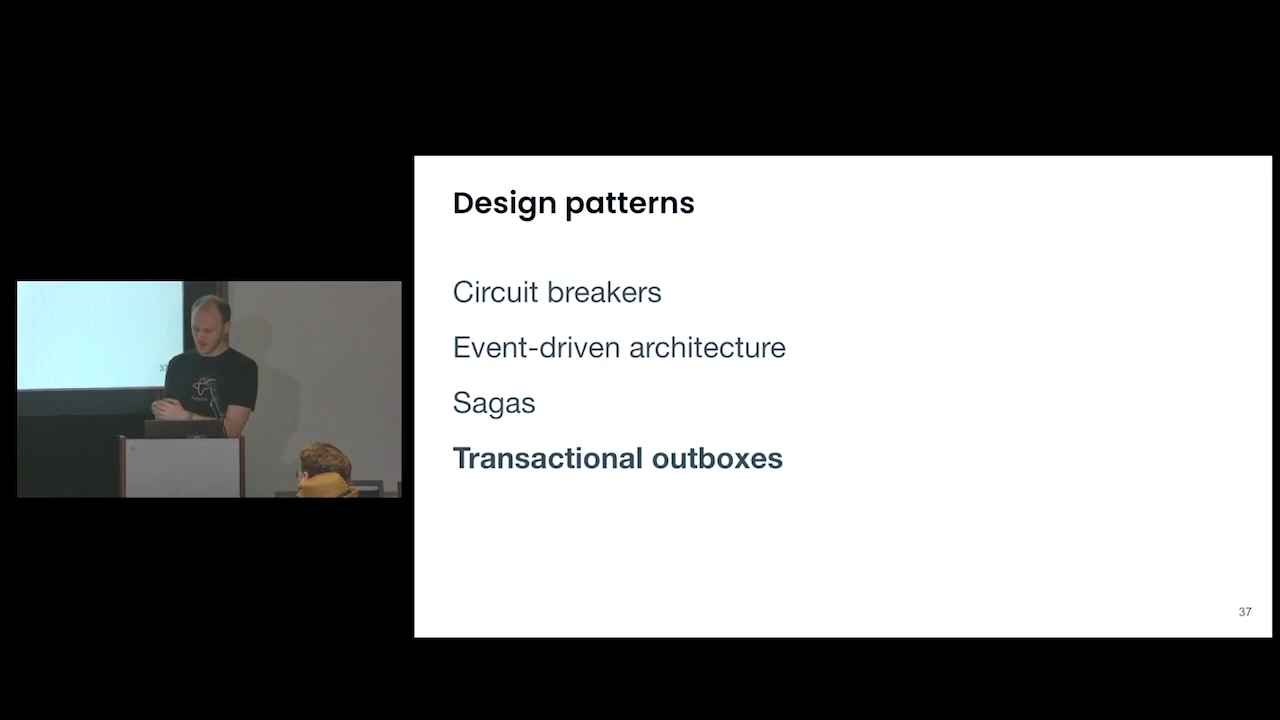 Design patterns
Circuit breakers
Event-driven architecture
Sagas
Transactional outboxes
37